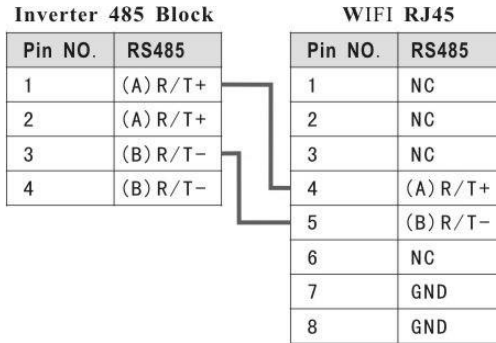 Inverter 485 Block
Pin NO. RS485
1 (A)R/T+
2 (A)R/T+
3 (B)R/T-
4 (B)R/T-
WIFI RJ45
Pin NO. RS485
1 NC
2 NC
3 NC
4 (A)R/T+
5 (B)R/T-
6 NC
7 GND
8 GND